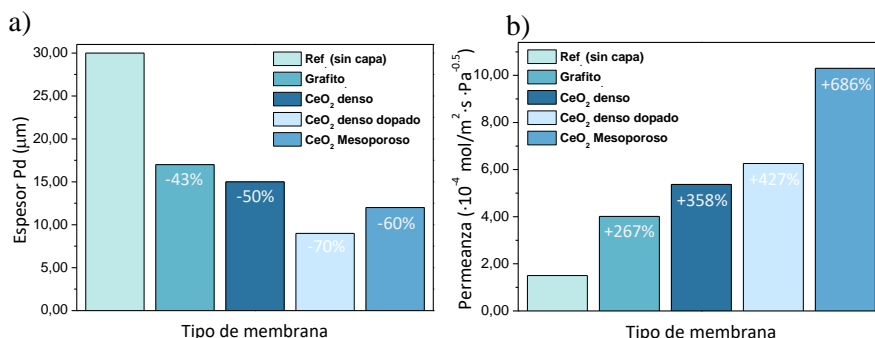 a)
30,00
25,00
20,00
15,00
10,00
5,00
0,00
Espesor Pd (μm)
Ref (sin capa)
Grafito
CeO2 denso
CeO2 denso dopado
CeO2 Mesoporoso
-43%
-50%
-70%
-60%
Tipo de membrana
b)
10,00
8,00
6,00
4,00
2,00
0,00
Permeanza (·10⁻⁴ mol/m²·s·Pa⁻⁰·⁵)
Ref (sin capa)
Grafito
CeO2 denso
CeO2 denso dopado
CeO2 Mesoporoso
+267%
+358%
+427%
+686%
Tipo de membrana